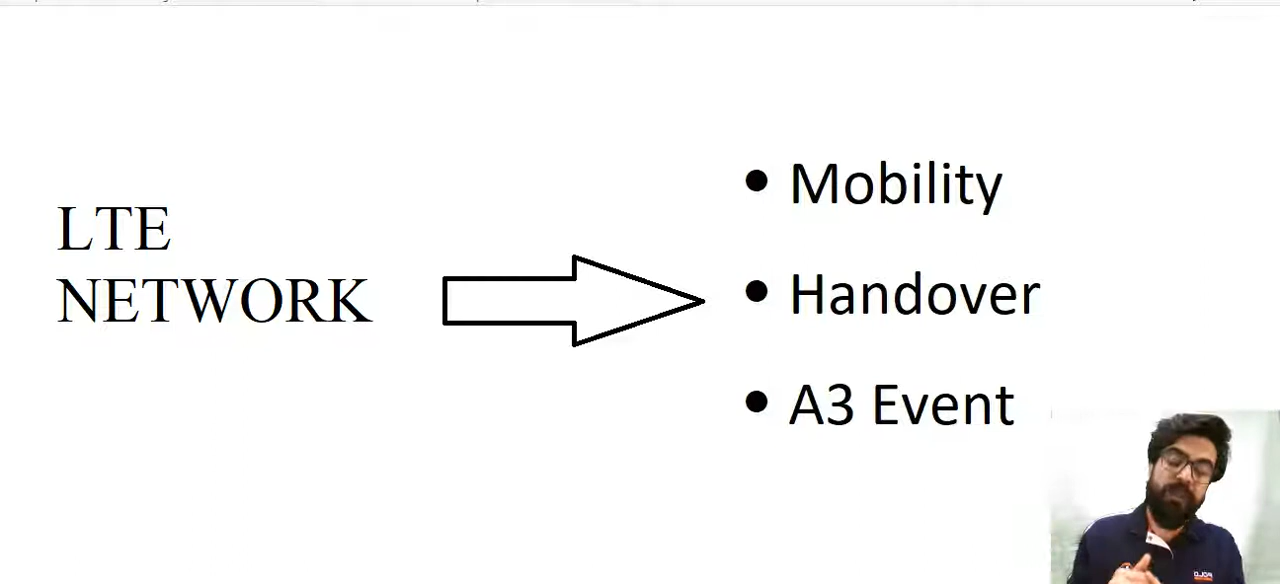 LTE
NETWORK
• Mobility
• Handover
• A3 Event